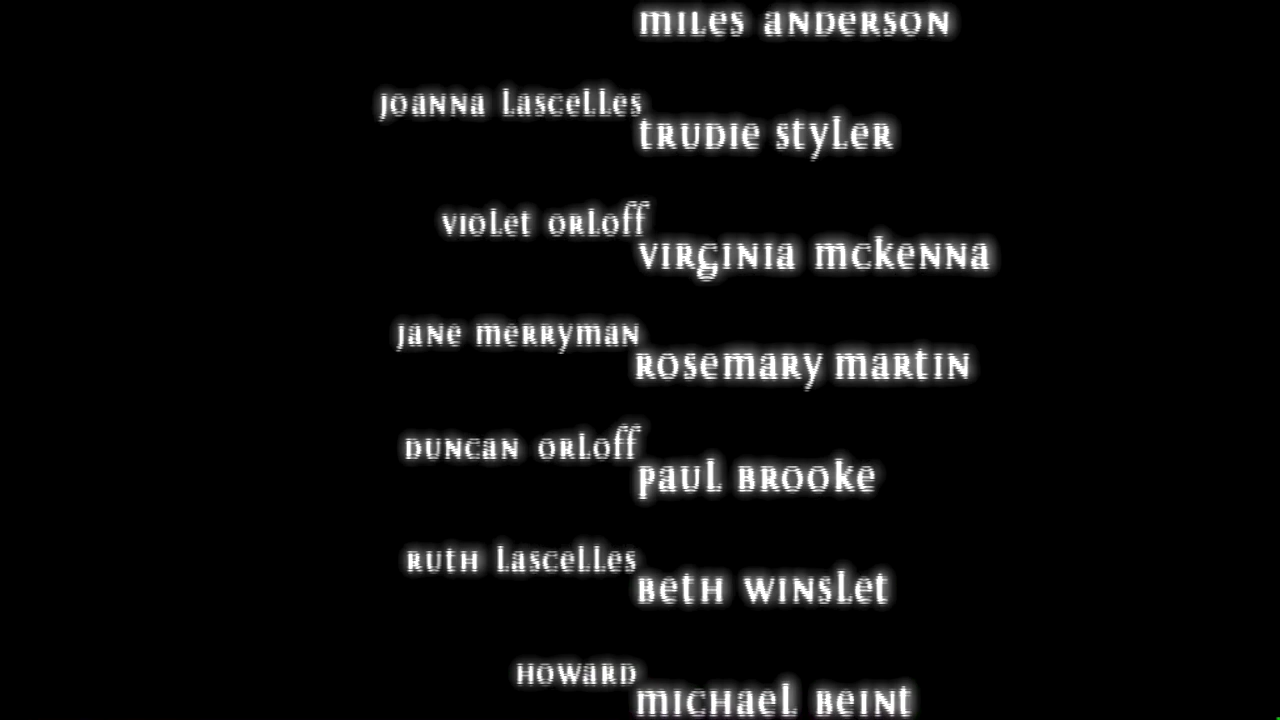 miles anderson
joanna lascelles
trudie styler
violet orloff
virginia mckenna
jane merryman
rosemary martin
duncan orloff
paul brooke
ruth lascelles
beth winslet
howard
michael beint